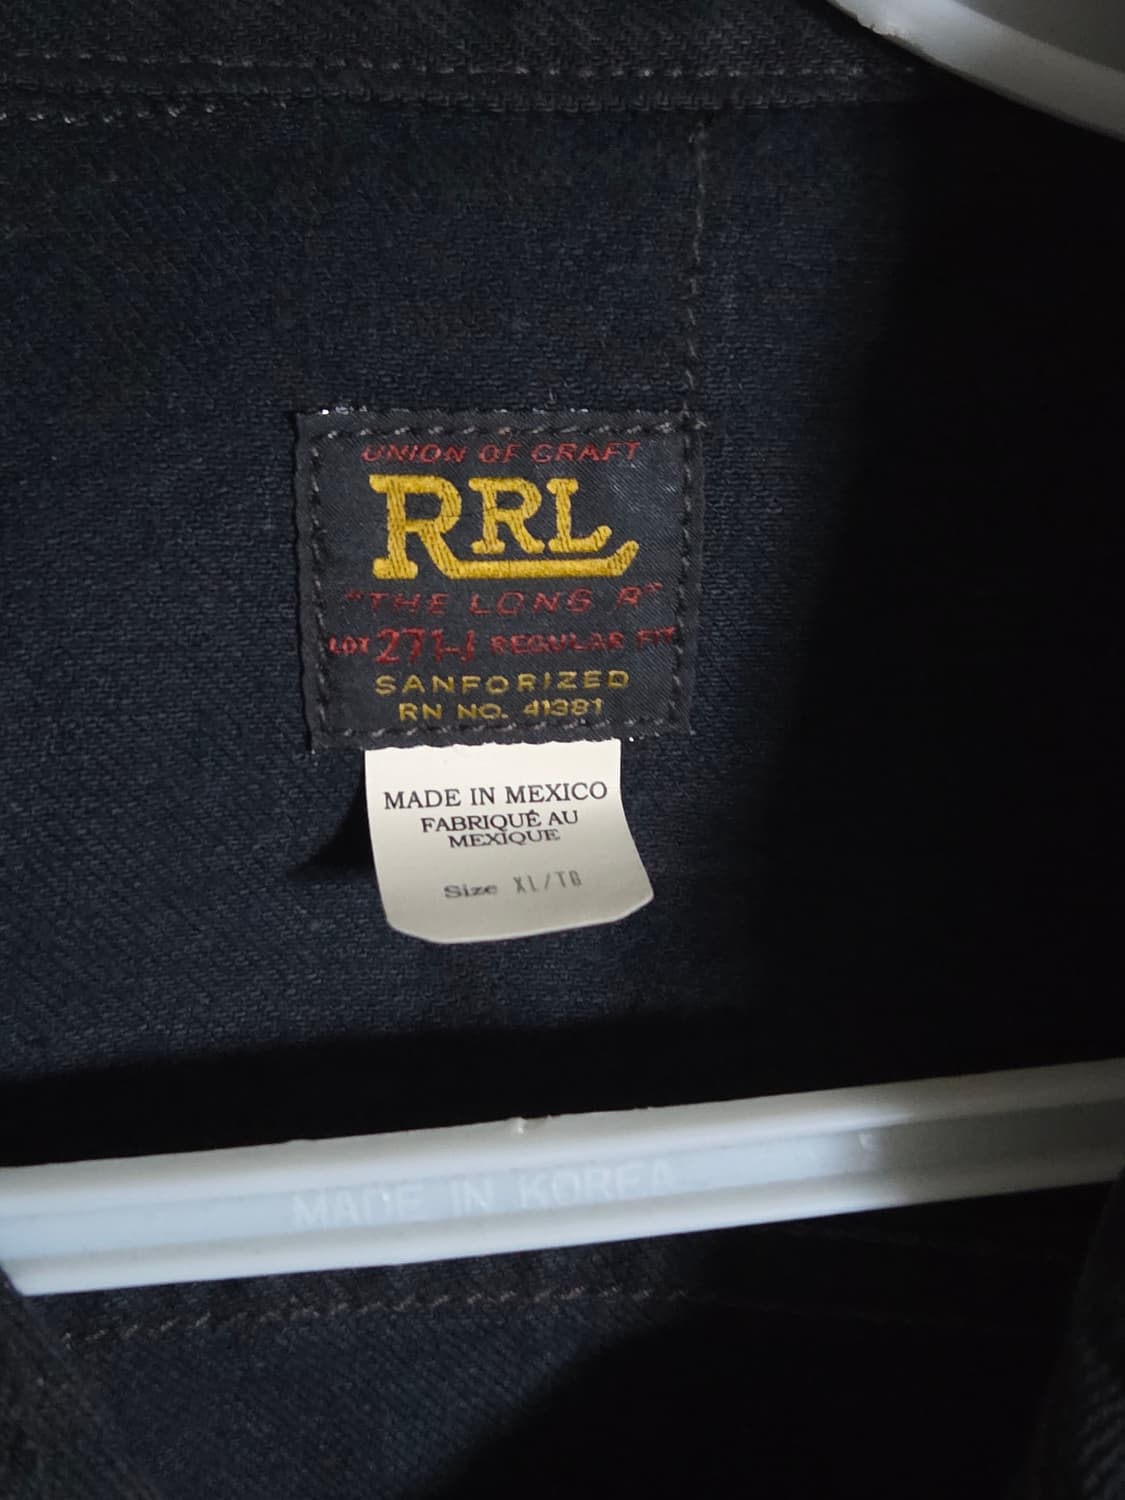 UNION OF CRAFT
RRL
"THE LONG R"
LOT 271-J REGULAR FIT
SANFORIZED
RN NO. 41381
MADE IN MEXICO
FABRIQUÉ AU
MEXIQUE
Size XL/TG
MADE IN KOREA